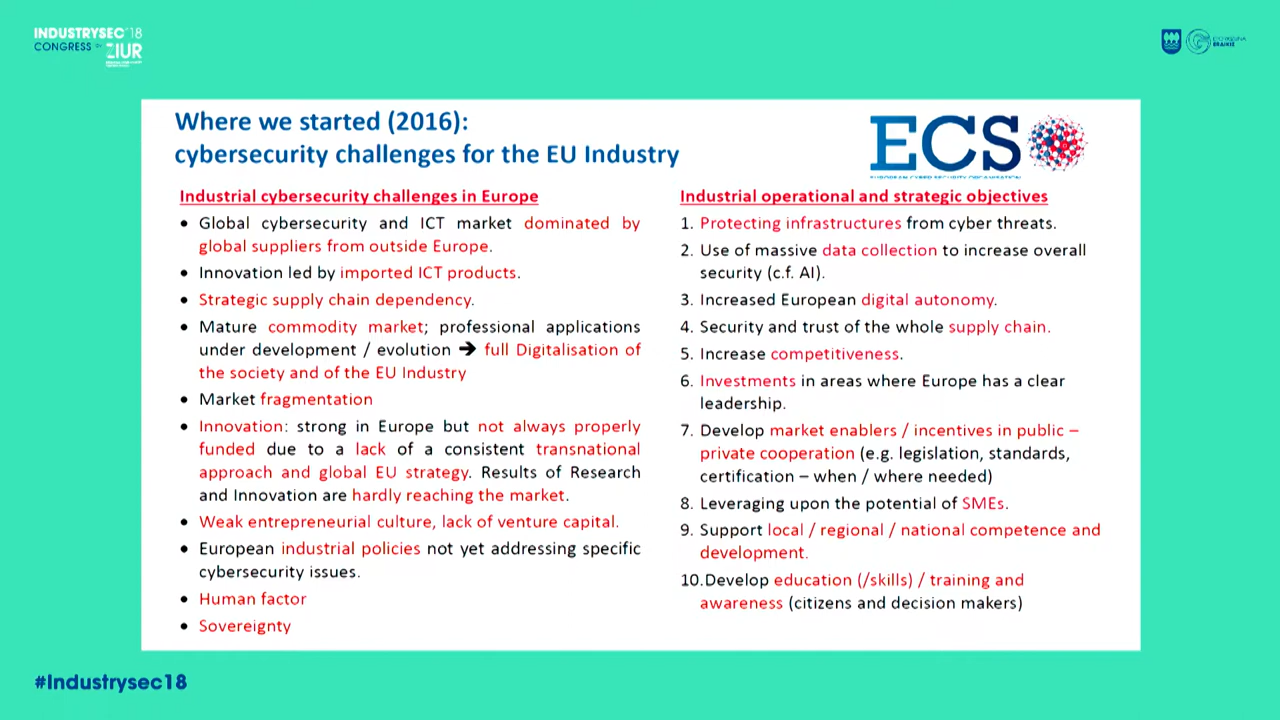 INDUSTRYSEC'18
CONGRESS BY ZIUR
Where we started (2016):
cybersecurity challenges for the EU Industry
ECS
EUROPEAN CYBER SECURITY ORGANISATION
Industrial cybersecurity challenges in Europe
• Global cybersecurity and ICT market dominated by
global suppliers from outside Europe.
• Innovation led by imported ICT products.
• Strategic supply chain dependency.
• Mature commodity market; professional applications
under development / evolution ➔ full Digitalisation of
the society and of the EU Industry
• Market fragmentation
• Innovation: strong in Europe but not always properly
funded due to a lack of a consistent transnational
approach and global EU strategy. Results of Research
and Innovation are hardly reaching the market.
• Weak entrepreneurial culture, lack of venture capital.
• European industrial policies not yet addressing specific
cybersecurity issues.
• Human factor
• Sovereignty
Industrial operational and strategic objectives
1. Protecting infrastructures from cyber threats.
2. Use of massive data collection to increase overall
security (c.f. AI).
3. Increased European digital autonomy.
4. Security and trust of the whole supply chain.
5. Increase competitiveness.
6. Investments in areas where Europe has a clear
leadership.
7. Develop market enablers / incentives in public –
private cooperation (e.g. legislation, standards,
certification – when / where needed)
8. Leveraging upon the potential of SMEs.
9. Support local / regional / national competence and
development.
10.Develop education (/skills) / training and
awareness (citizens and decision makers)
#Industrysec18